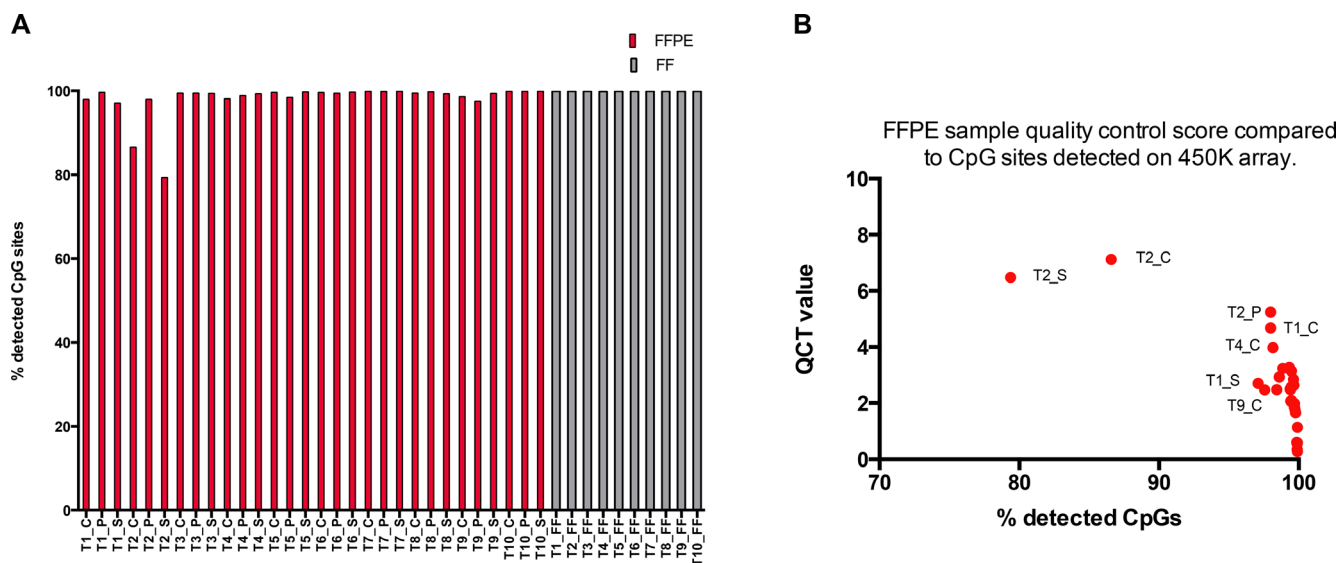 A
FFPE
FF
% detected CpG sites
100
80
60
40
20
0
T1_C
T1_P
T1_S
T2_C
T2_P
T2_S
T3_C
T3_P
T3_S
T4_C
T4_P
T4_S
T5_C
T5_P
T5_S
T6_C
T6_P
T6_S
T7_C
T7_P
T7_S
T8_C
T8_P
T8_S
T9_C
T9_P
T9_S
T10_C
T10_P
T10_S
T1_FF
T2_FF
T3_FF
T4_FF
T5_FF
T6_FF
T7_FF
T8_FF
T9_FF
T10_FF
B
FFPE sample quality control score compared
to CpG sites detected on 450K array.
QCT value
10
8
6
4
2
0
T2_S
T2_C
T2_P
T1_C
T4_C
T1_S
T9_C
70
80
90
100
% detected CpGs